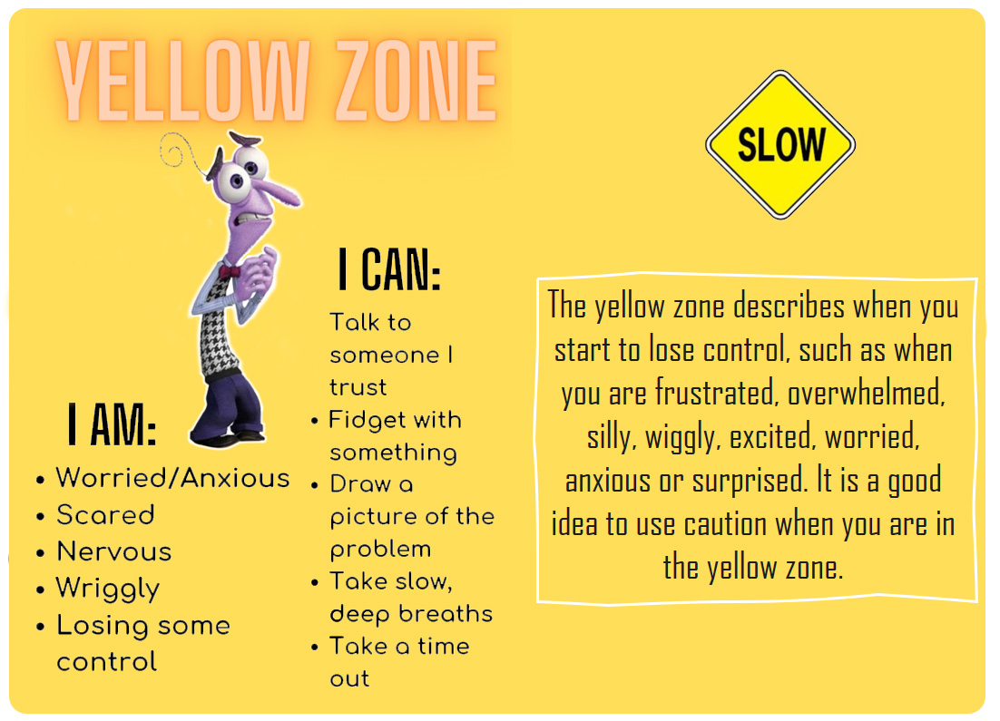 YELLOW ZONE
I AM:
• Worried/Anxious
• Scared
• Nervous
• Wriggly
• Losing some
control
I CAN:
Talk to
someone I
trust
• Fidget with
something
• Draw a
picture of the
problem
• Take slow,
deep breaths
• Take a time
out
SLOW
The yellow zone describes when you
start to lose control, such as when
you are frustrated, overwhelmed,
silly, wiggly, excited, worried,
anxious or surprised. It is a good
idea to use caution when you are in
the yellow zone.